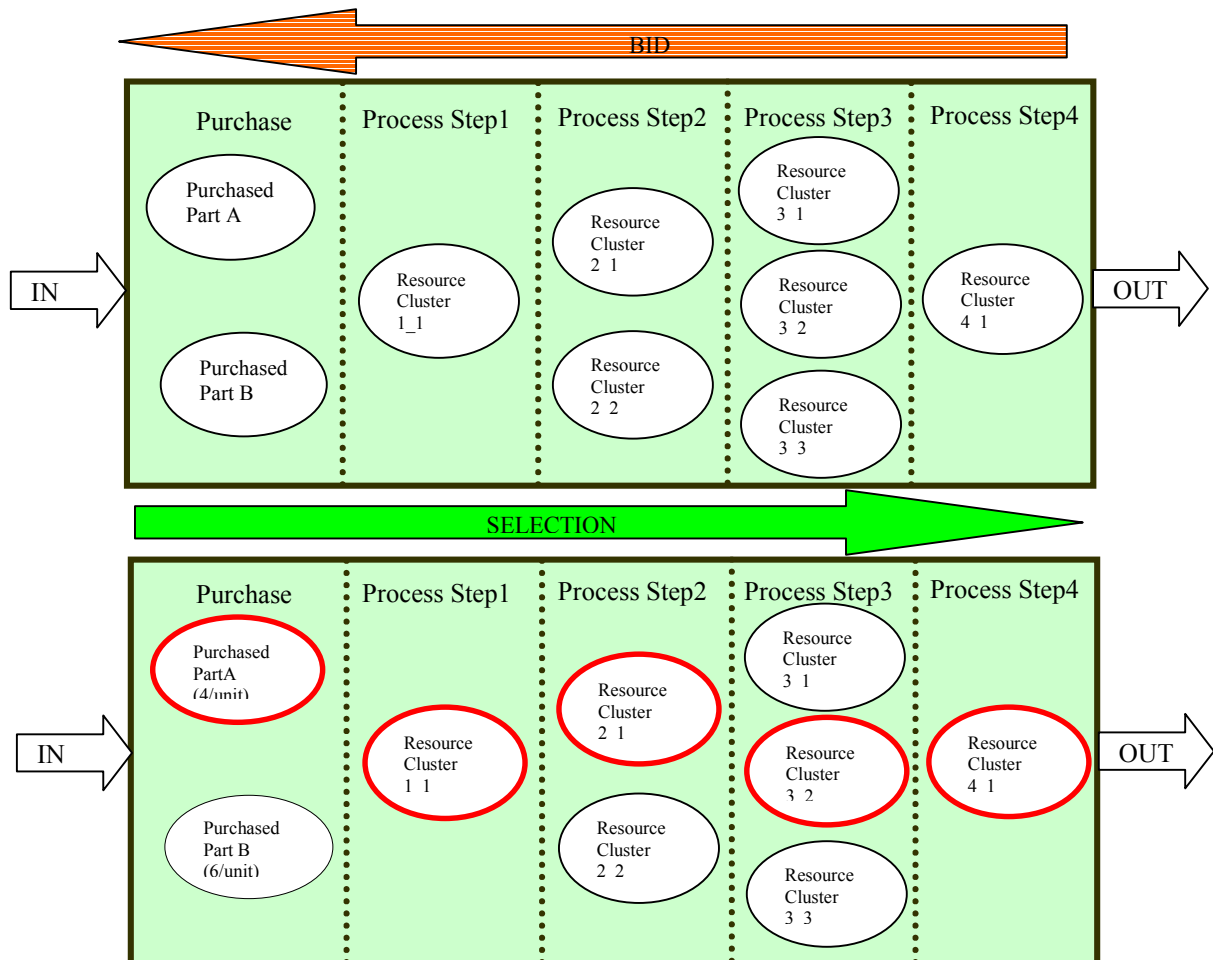 BID
Purchase
Process Step1
Process Step2
Process Step3
Process Step4
Purchased
Part A
Purchased
Part B
Resource
Cluster
1_1
Resource
Cluster
2 1
Resource
Cluster
2 2
Resource
Cluster
3 1
Resource
Cluster
3 2
Resource
Cluster
3 3
Resource
Cluster
4 1
IN
OUT
SELECTION
Purchase
Process Step1
Process Step2
Process Step3
Process Step4
Purchased
PartA
(4/unit)
Purchased
Part B
(6/unit)
Resource
Cluster
1 1
Resource
Cluster
2 1
Resource
Cluster
2 2
Resource
Cluster
3 1
Resource
Cluster
3 2
Resource
Cluster
3 3
Resource
Cluster
4 1
IN
OUT